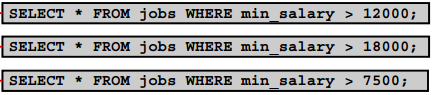 SELECT * FROM jobs WHERE min_salary > 12000;
SELECT * FROM jobs WHERE min_salary > 18000;
SELECT * FROM jobs WHERE min_salary > 7500;